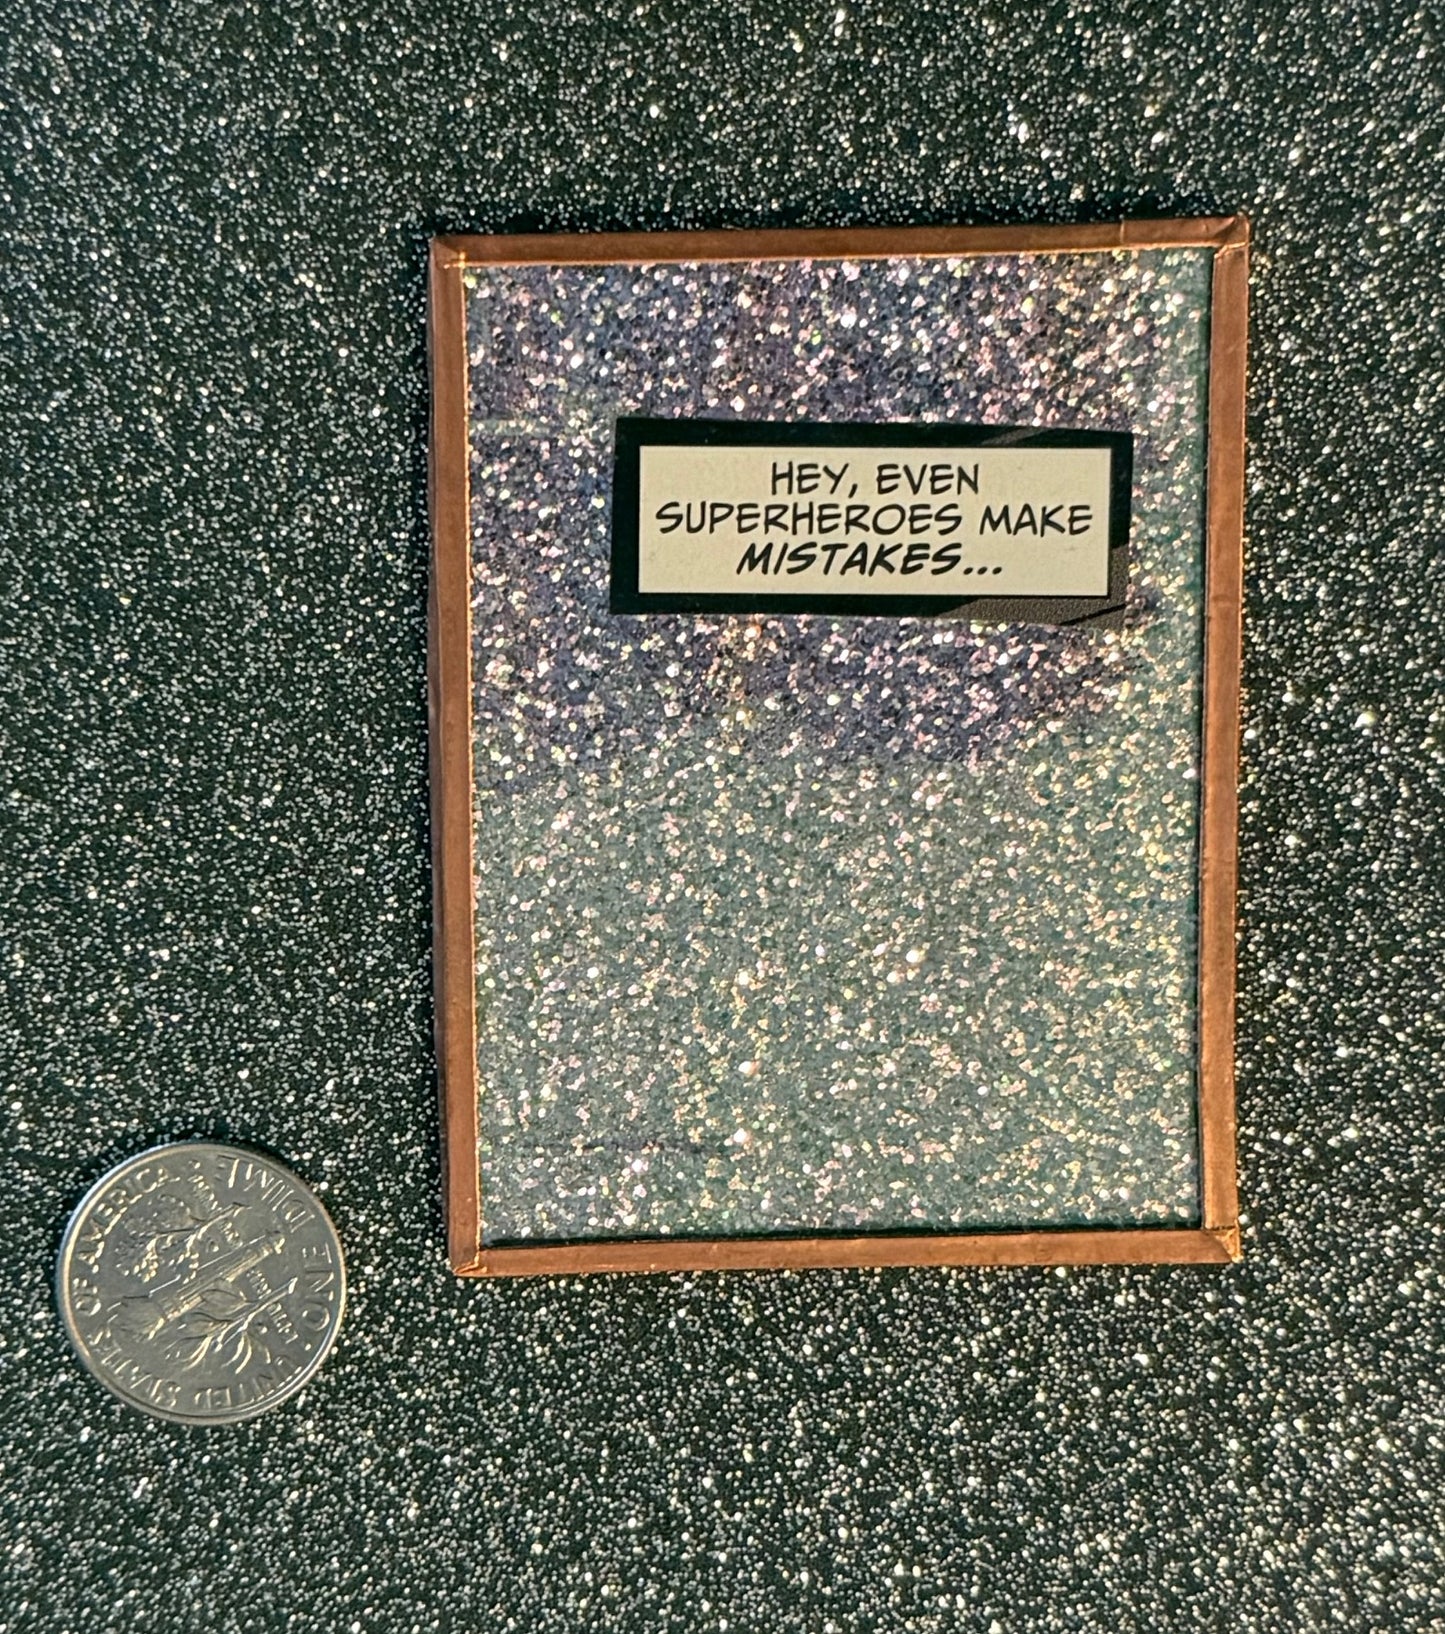 HEY, EVEN
SUPERHEROES MAKE
MISTAKES...
UNITED STATES OF AMERICA
ONE DIME